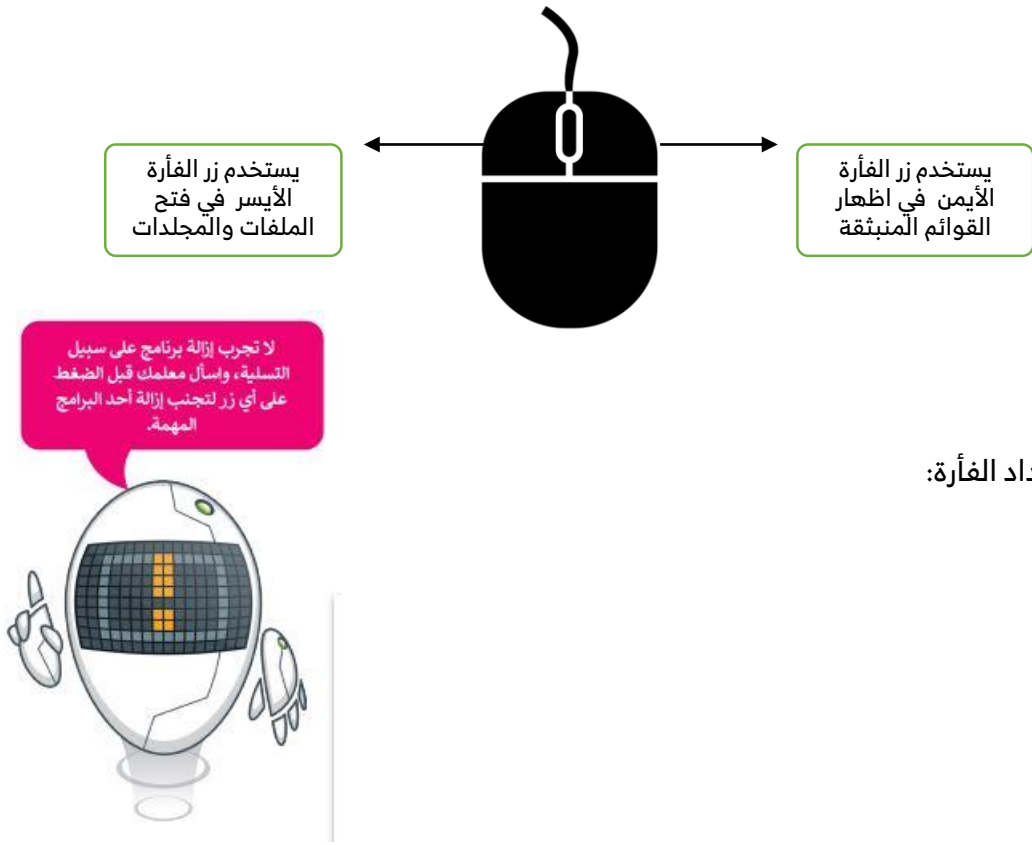 يستخدم زر الفأرة
الأيمن في اظهار
القوائم المنبثقة
يستخدم زر الفأرة
الأيسر في فتح
الملفات والمجلدات
لا تجرب إزالة برنامج على سبيل
التسلية، واسأل معلمك قبل الضغط
على أي زر لتجنب إزالة أحد البرامج
المهمة.
الفأرة: